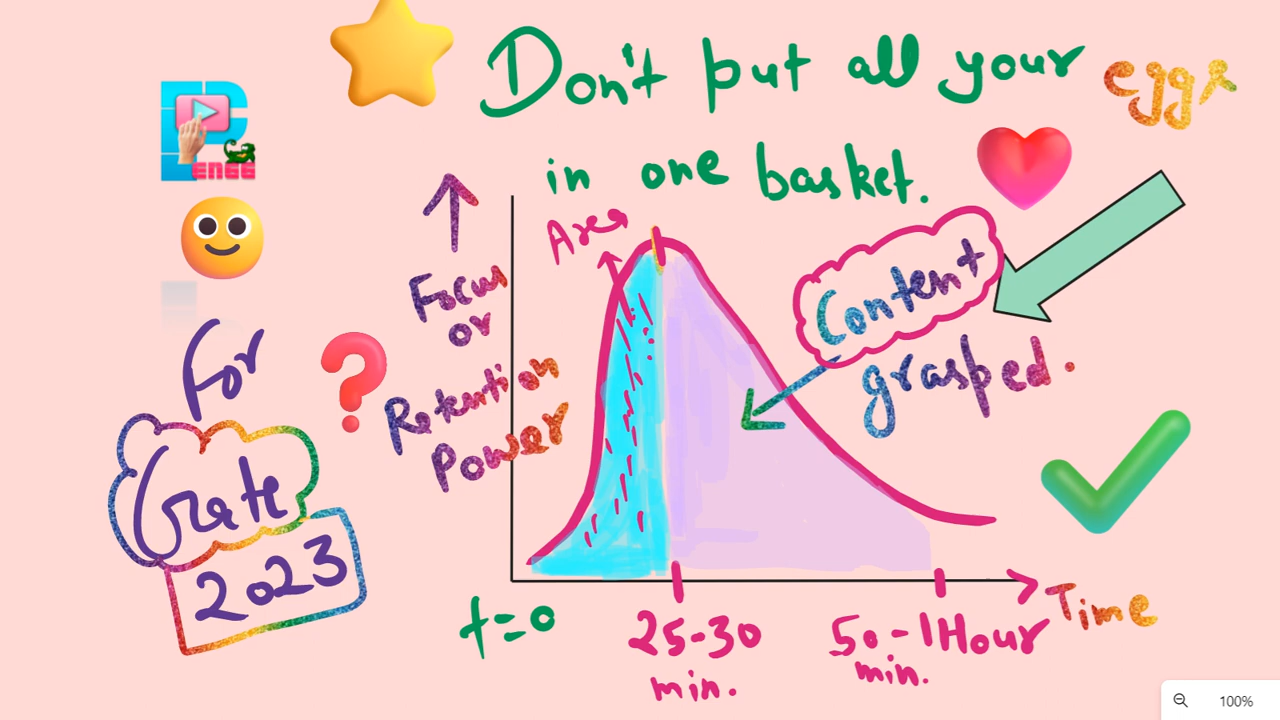 Don't put all your eggs
in one basket.
PENEE
Area
Focus
or
Retention
Power
Content
grasped.
For
Gate
2023
t=0
25-30
min.
50-1Hour
min.
Time
100%